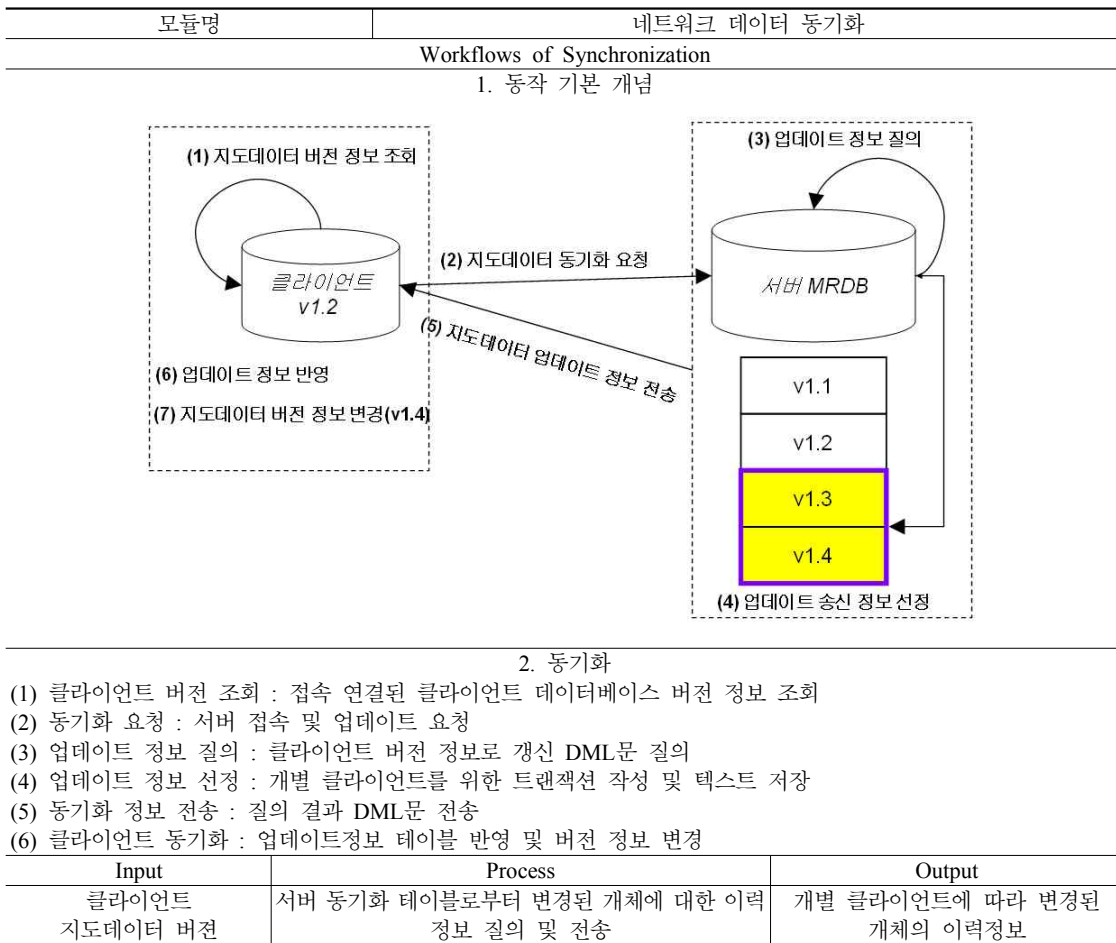 모듈명 네트워크 데이터 동기화
Workflows of Synchronization
1. 동작 기본 개념
(1) 지도데이터 버전 정보 조회
(3) 업데이트 정보 질의
클라이언트
v1.2
(2) 지도데이터 동기화 요청
서버 MRDB
(5) 지도데이터 업데이트 정보 전송
(6) 업데이트 정보 반영
(7) 지도데이터 버전 정보 변경(v1.4)
v1.1
v1.2
v1.3
v1.4
(4) 업데이트 송신 정보 선정
2. 동기화
(1) 클라이언트 버전 조회 : 접속 연결된 클라이언트 데이터베이스 버전 정보 조회
(2) 동기화 요청 : 서버 접속 및 업데이트 요청
(3) 업데이트 정보 질의 : 클라이언트 버전 정보로 갱신 DML문 질의
(4) 업데이트 정보 선정 : 개별 클라이언트를 위한 트랜잭션 작성 및 텍스트 저장
(5) 동기화 정보 전송 : 질의 결과 DML문 전송
(6) 클라이언트 동기화 : 업데이트정보 테이블 반영 및 버전 정보 변경
Input Process Output
클라이언트 서버 동기화 테이블로부터 변경된 개체에 대한 이력 개별 클라이언트에 따라 변경된
지도데이터 버젼 정보 질의 및 전송 개체의 이력정보